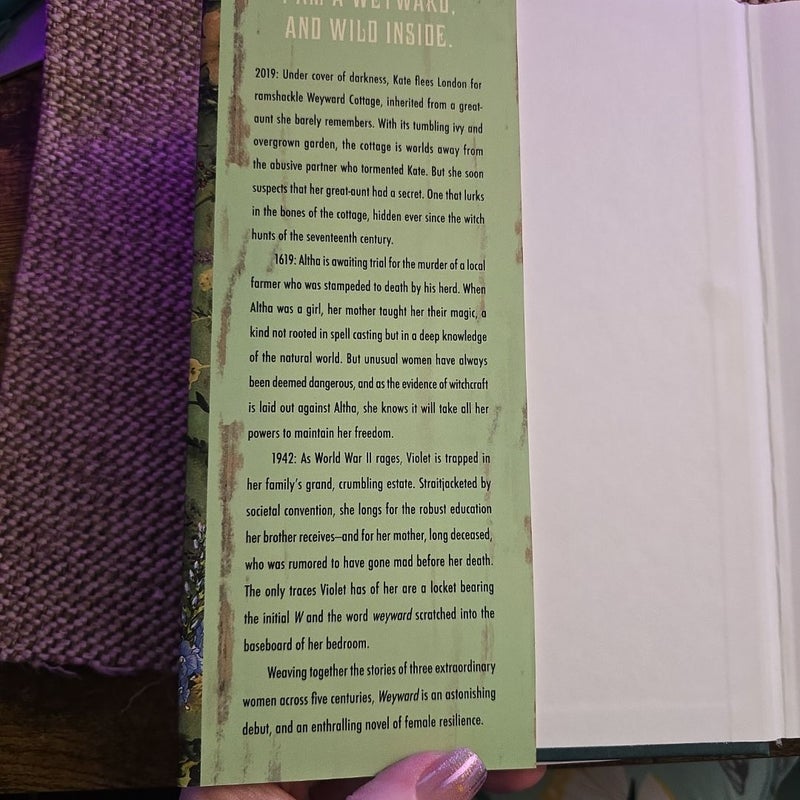 I AM A WEYWARD,
AND WILD INSIDE.
2019: Under cover of darkness, Kate flees London for
ramshackle Weyward Cottage, inherited from a great-
aunt she barely remembers. With its tumbling ivy and
overgrown garden, the cottage is worlds away from
the abusive partner who tormented Kate. But she soon
suspects that her great-aunt had a secret. One that lurks
in the bones of the cottage, hidden ever since the witch
hunts of the seventeenth century.
1619: Altha is awaiting trial for the murder of a local
farmer who was stampeded to death by his herd. When
Altha was a girl, her mother taught her their magic, a
kind not rooted in spell casting but in a deep knowledge
of the natural world. But unusual women have always
been deemed dangerous, and as the evidence of witchcraft
is laid out against Altha, she knows it will take all her
powers to maintain her freedom.
1942: As World War II rages, Violet is trapped in
her family's grand, crumbling estate. Straitjacketed by
societal convention, she longs for the robust education
her brother receives—and for her mother, long deceased,
who was rumored to have gone mad before her death.
The only traces Violet has of her are a locket bearing
the initial W and the word weyward scratched into the
baseboard of her bedroom.
Weaving together the stories of three extraordinary
women across five centuries, Weyward is an astonishing
debut, and an enthralling novel of female resilience.